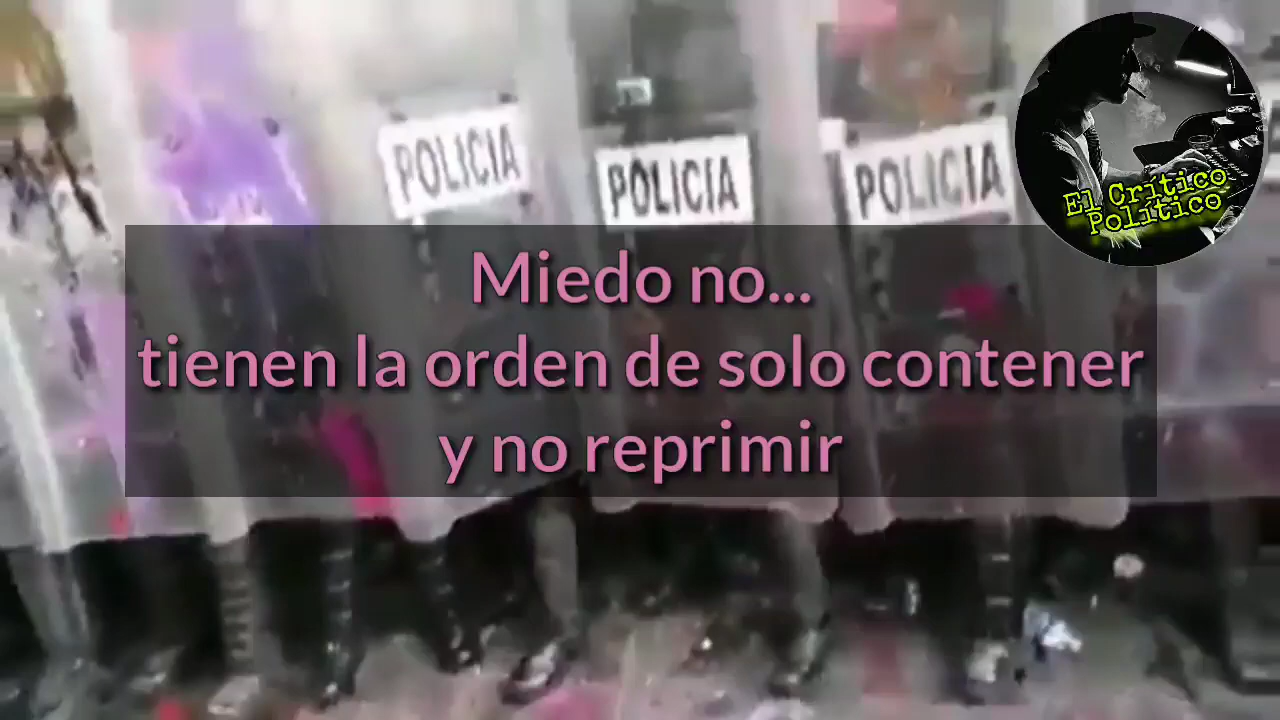 POLICIA
POLICIA
POLICIA
El Crítico
Político
Miedo no...
tienen la orden de solo contener
y no reprimir